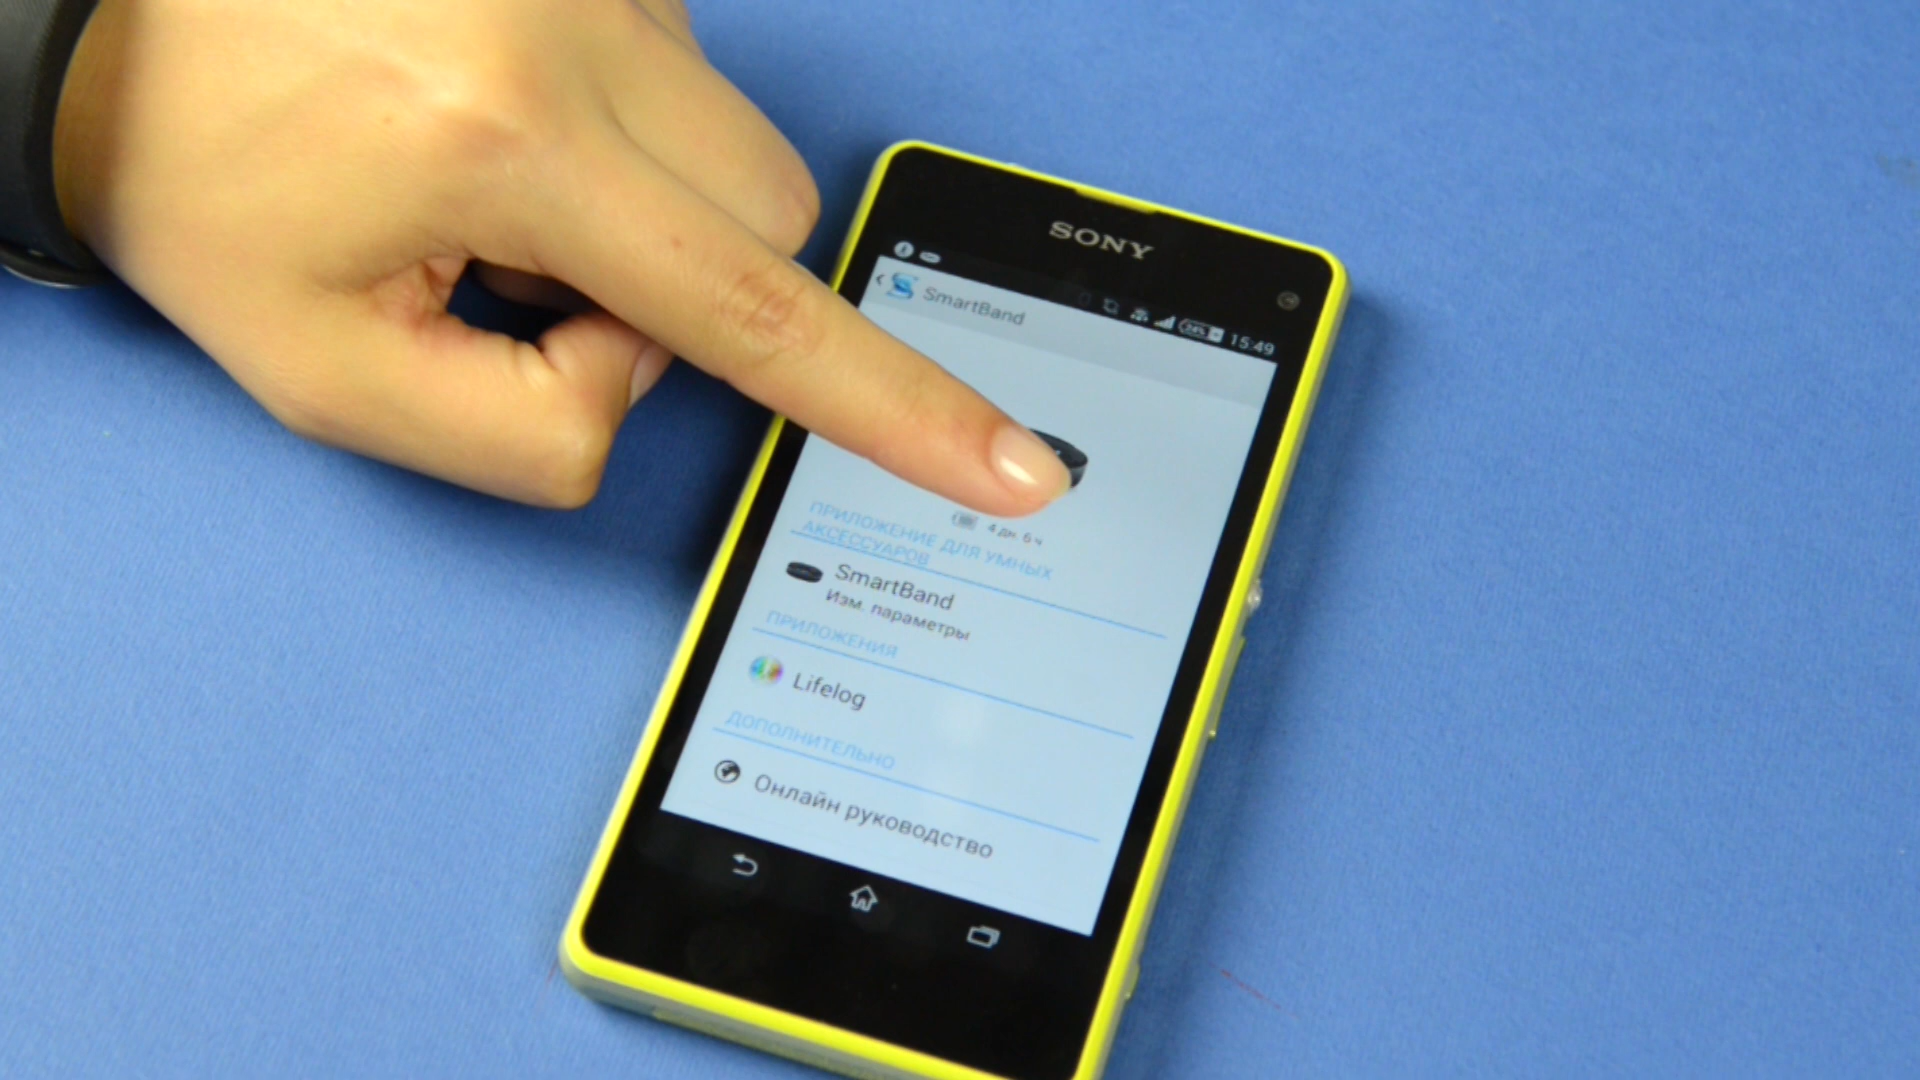 SONY
24% 15:49
SmartBand
4 дн. 6 ч
ПРИЛОЖЕНИЕ ДЛЯ УМНЫХ
АКСЕССУАРОВ
SmartBand
Изм. параметры
ПРИЛОЖЕНИЯ
Lifelog
ДОПОЛНИТЕЛЬНО
Онлайн руководство